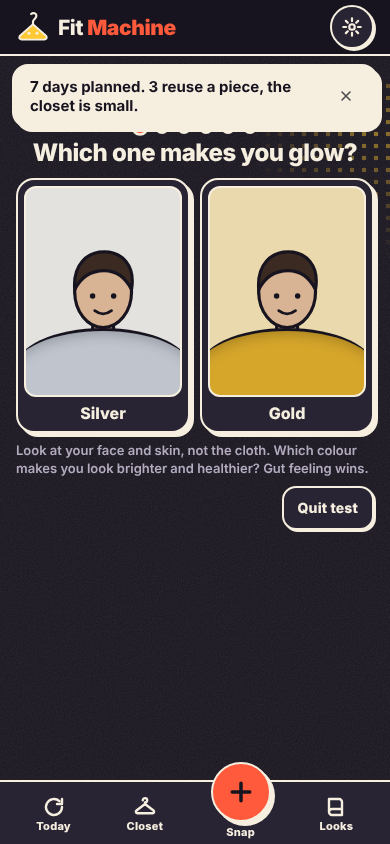 Fit Machine
7 days planned. 3 reuse a piece, the
closet is small.
Which one makes you glow?
Silver
Gold
Look at your face and skin, not the cloth. Which colour
makes you look brighter and healthier? Gut feeling wins.
Quit test
Today
Closet
Snap
Looks